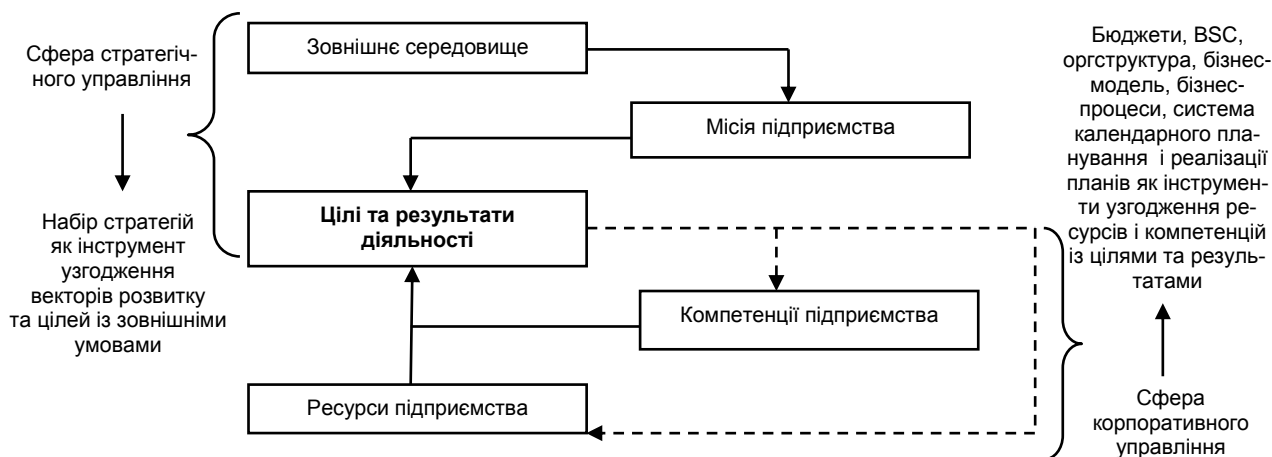 Сфера стратегіч-
ного управління
Набір стратегій
як інструмент
узгодження
векторів розвитку
та цілей із зовнішніми
умовами
Зовнішнє середовище
Місія підприємства
Цілі та результати
діяльності
Компетенції підприємства
Ресурси підприємства
Бюджети, BSC,
оргструктура, бізнес-
модель, бізнес-
процеси, система
календарного пла-
нування і реалізації
планів як інструмен-
ти узгодження ре-
сурсів і компетенцій
із цілями та резуль-
татами
Сфера
корпоративного
управління